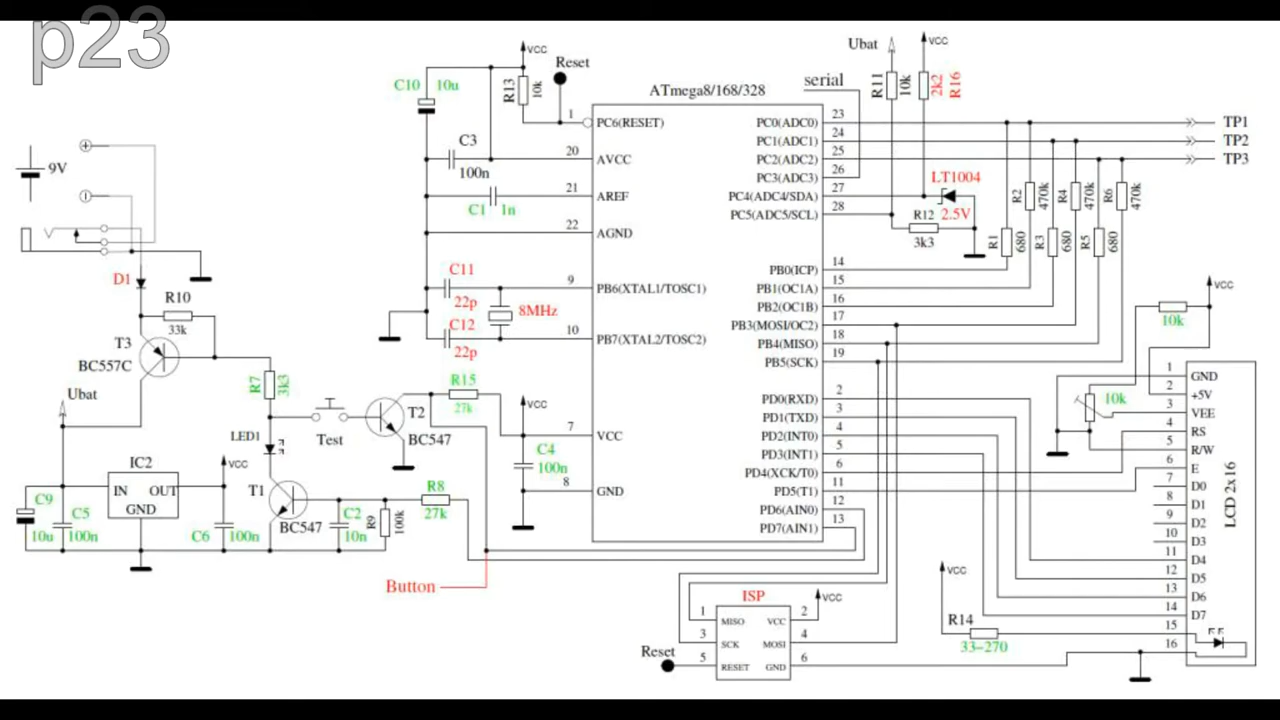 p23
9V
D1
R10
33k
T3
BC557C
Ubat
R7
3k3
LED1
Test
T2
BC547
R15
27k
IC2
IN
OUT
GND
VCC
C9
10u
C5
100n
C6
100n
T1
BC547
C2
10n
R9
100k
R8
27k
Button
C10
10u
R13
10k
VCC
Reset
C3
100n
C1
1n
C11
22p
8MHz
C12
22p
VCC
C4
100n
ATmega8/168/328
1
PC6(RESET)
20
AVCC
21
AREF
22
AGND
9
PB6(XTAL1/TOSC1)
10
PB7(XTAL2/TOSC2)
7
VCC
8
GND
PC0(ADC0)
23
PC1(ADC1)
24
PC2(ADC2)
25
PC3(ADC3)
26
PC4(ADC4/SDA)
27
PC5(ADC5/SCL)
28
PB0(ICP)
14
PB1(OC1A)
15
PB2(OC1B)
16
PB3(MOSI/OC2)
17
PB4(MISO)
18
PB5(SCK)
19
PD0(RXD)
2
PD1(TXD)
3
PD2(INT0)
4
PD3(INT1)
5
PD4(XCK/T0)
6
PD5(T1)
11
PD6(AIN0)
12
PD7(AIN1)
13
serial
Ubat
R11
10k
VCC
2k2
R16
LT1004
2.5V
R12
3k3
TP1
TP2
TP3
R1
680
R2
470k
R3
680
R4
470k
R5
680
R6
470k
VCC
10k
10k
1
GND
2
+5V
3
VEE
4
RS
5
R/W
6
E
7
D0
8
D1
9
D2
10
D3
11
D4
12
D5
13
D6
14
D7
15
16
LCD 2x16
VCC
R14
33-270
ISP
1
MISO
VCC
2
VCC
3
SCK
MOSI
4
Reset
5
RESET
GND
6